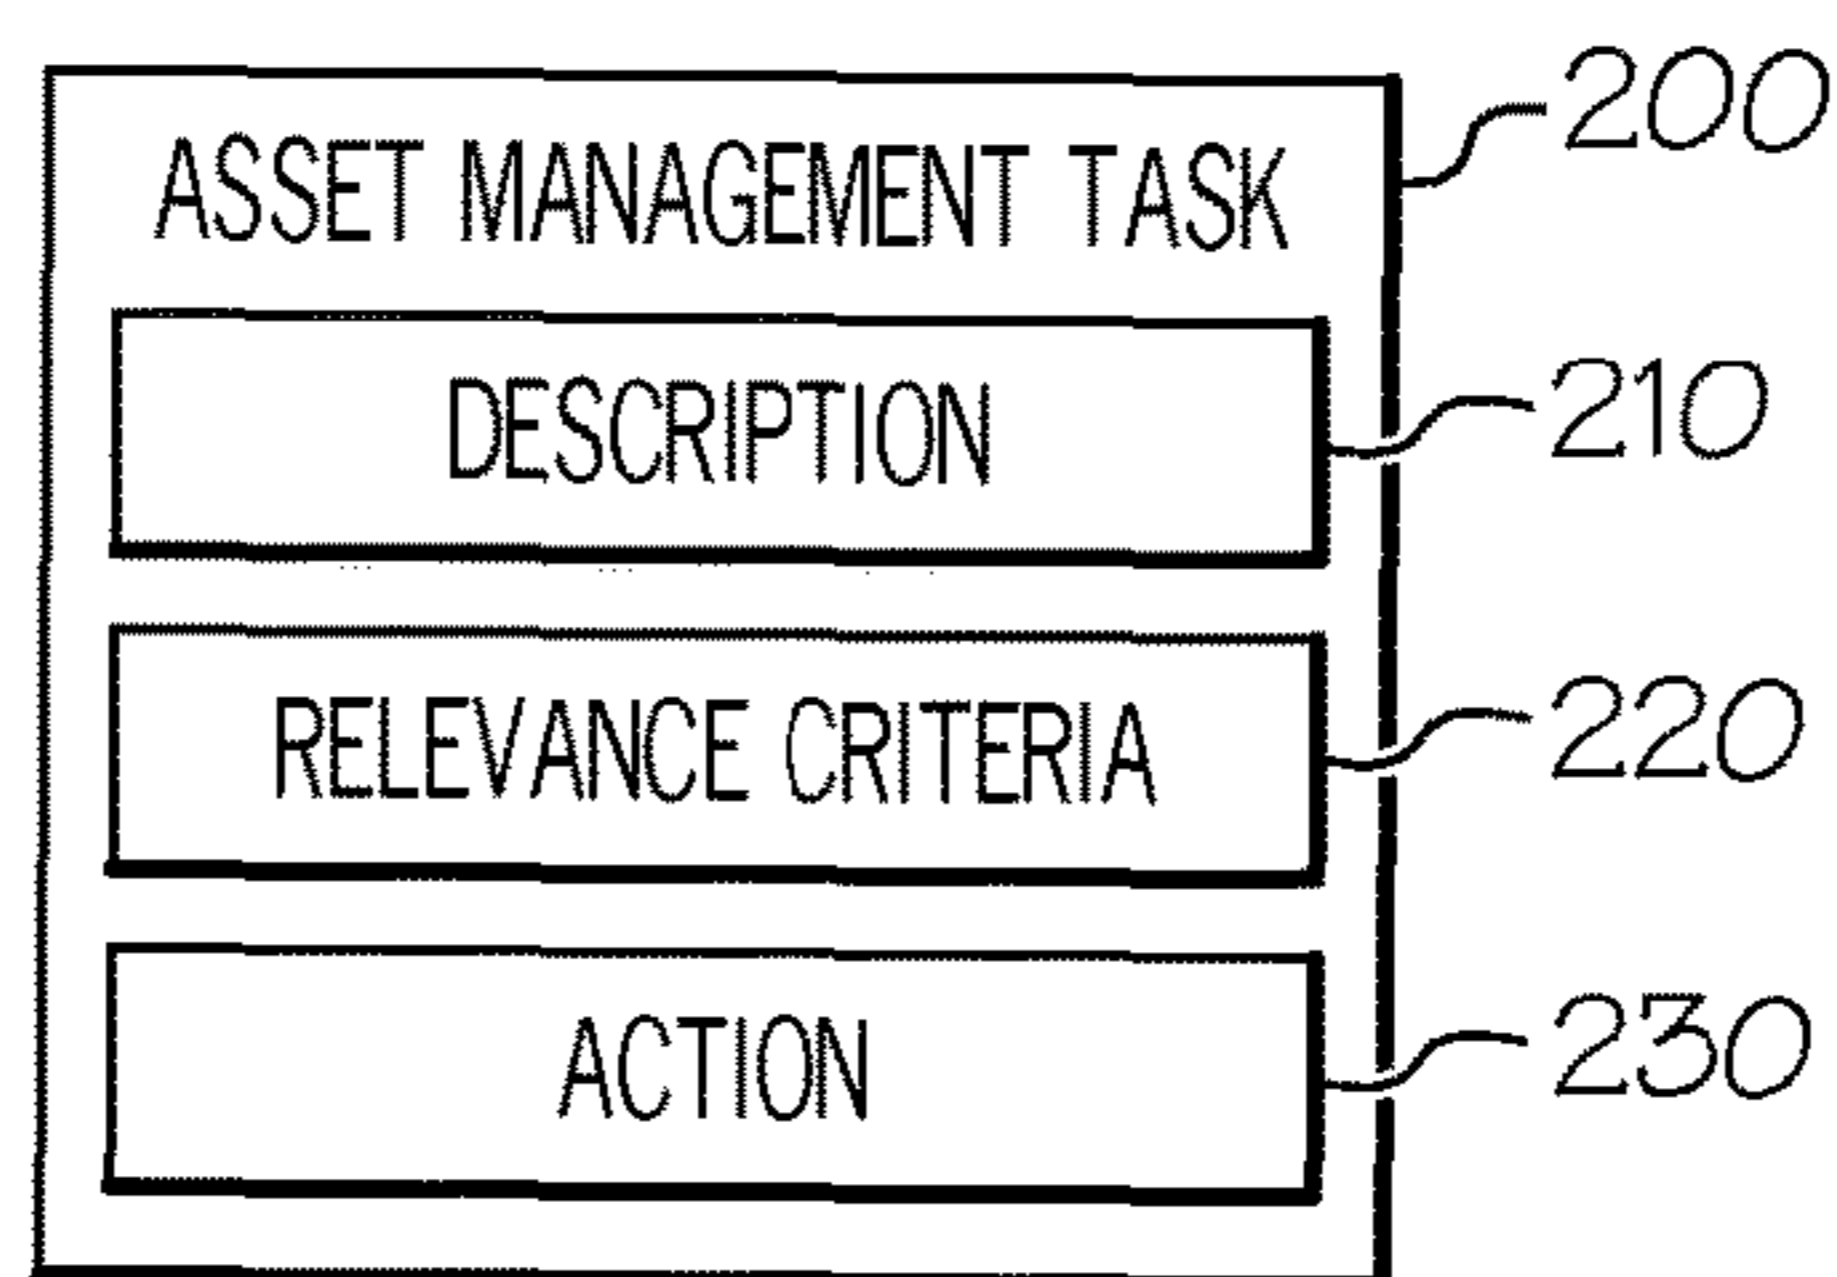 ASSET MANAGEMENT TASK 200
DESCRIPTION 210
RELEVANCE CRITERIA 220
ACTION 230